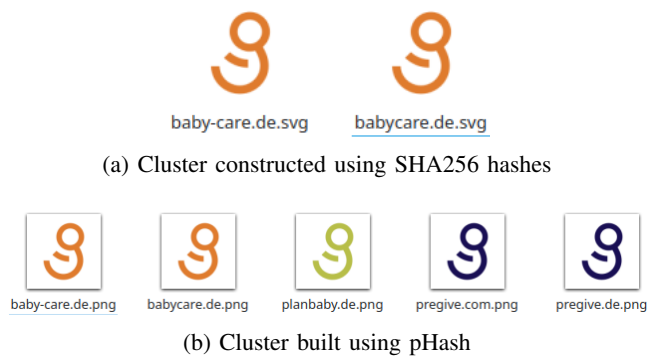 baby-care.de.svg babycare.de.svg
(a) Cluster constructed using SHA256 hashes
baby-care.de.png babycare.de.png planbaby.de.png pregive.com.png pregive.de.png
(b) Cluster built using pHash